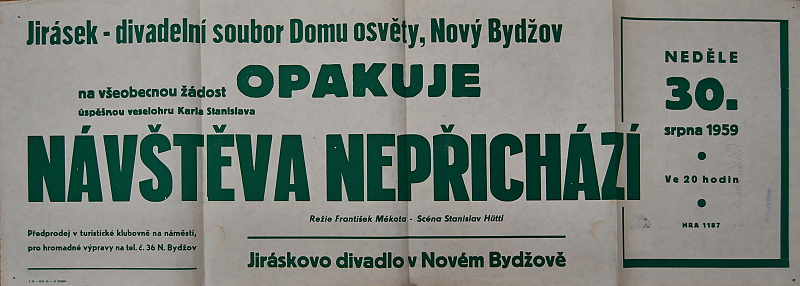 Jirásek - divadelní soubor Domu osvěty, Nový Bydžov
na všeobecnou žádost OPAKUJE
úspěšnou veselohru Karla Stanislava
NÁVŠTĚVA NEPŘICHÁZÍ
Režie František Měkota - Scéna Stanislav Hüttl
Předprodej v turistické klubovně na náměstí,
pro hromadné výpravy na tel. č. 36 N. Bydžov
Jiráskovo divadlo v Novém Bydžově
NEDĚLE
30.
srpna 1959
Ve 20 hodin
HRA 1187